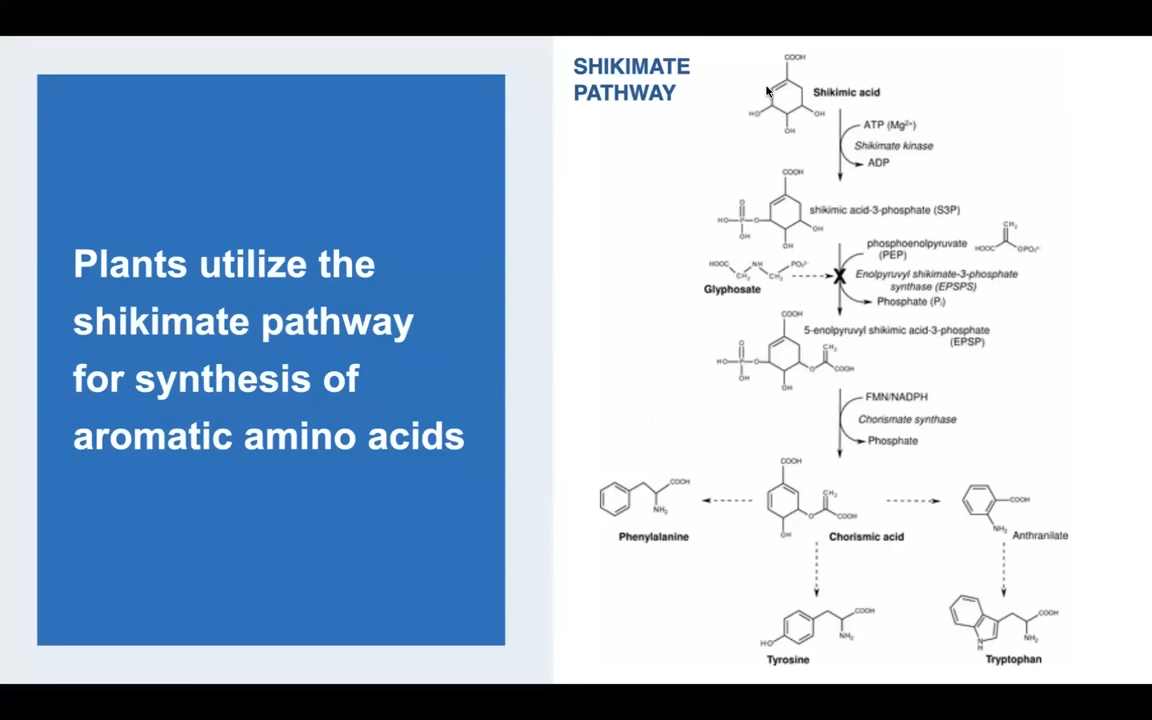 Plants utilize the
shikimate pathway
for synthesis of
aromatic amino acids
SHIKIMATE
PATHWAY
COOH
HO
OH
OH
Shikimic acid
ATP (Mg²⁺)
Shikimate kinase
ADP
COOH
O
HO P O
OH
OH
OH
shikimic acid-3-phosphate (S3P)
phosphoenolpyruvate
(PEP)
CH₂
HOOC OPO₃²⁻
HOOC NH PO₃²⁻
CH₂ CH₂
Glyphosate
X
Enolpyruvyl shikimate-3-phosphate
synthase (EPSPS)
Phosphate (Pᵢ)
COOH
O
HO P O
OH
OH
O
CH₂
COOH
5-enolpyruvyl shikimic acid-3-phosphate
(EPSP)
FMN/NADPH
Chorismate synthase
Phosphate
COOH
NH₂
Phenylalanine
COOH
CH₂
O COOH
OH
Chorismic acid
COOH
NH₂
Anthranilate
COOH
NH₂
HO
Tyrosine
COOH
NH₂
N
H
Tryptophan